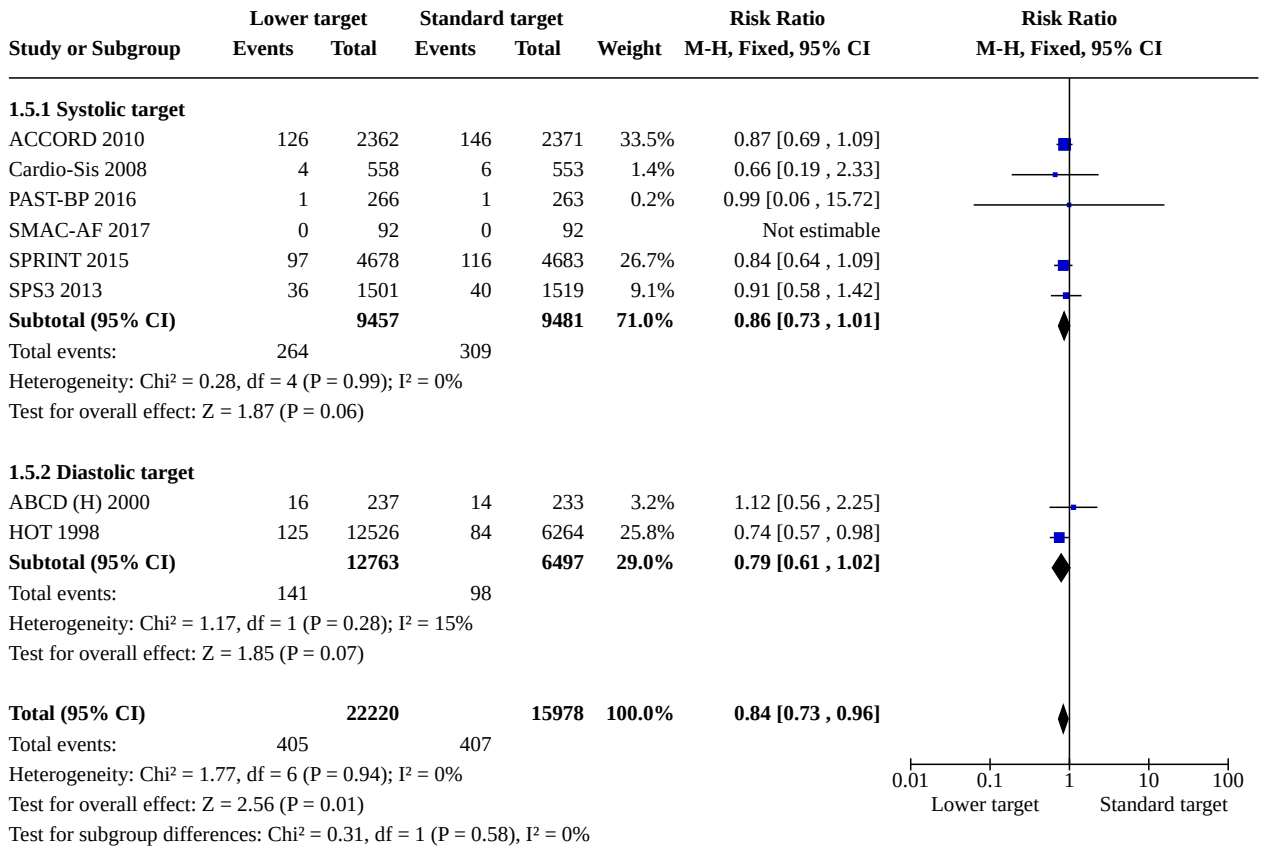 Lower target Standard target Risk Ratio Risk Ratio
Study or Subgroup Events Total Events Total Weight M-H, Fixed, 95% CI M-H, Fixed, 95% CI
1.5.1 Systolic target
ACCORD 2010 126 2362 146 2371 33.5% 0.87 [0.69 , 1.09]
Cardio-Sis 2008 4 558 6 553 1.4% 0.66 [0.19 , 2.33]
PAST-BP 2016 1 266 1 263 0.2% 0.99 [0.06 , 15.72]
SMAC-AF 2017 0 92 0 92 Not estimable
SPRINT 2015 97 4678 116 4683 26.7% 0.84 [0.64 , 1.09]
SPS3 2013 36 1501 40 1519 9.1% 0.91 [0.58 , 1.42]
Subtotal (95% CI) 9457 9481 71.0% 0.86 [0.73 , 1.01]
Total events: 264 309
Heterogeneity: Chi² = 0.28, df = 4 (P = 0.99); I² = 0%
Test for overall effect: Z = 1.87 (P = 0.06)
1.5.2 Diastolic target
ABCD (H) 2000 16 237 14 233 3.2% 1.12 [0.56 , 2.25]
HOT 1998 125 12526 84 6264 25.8% 0.74 [0.57 , 0.98]
Subtotal (95% CI) 12763 6497 29.0% 0.79 [0.61 , 1.02]
Total events: 141 98
Heterogeneity: Chi² = 1.17, df = 1 (P = 0.28); I² = 15%
Test for overall effect: Z = 1.85 (P = 0.07)
Total (95% CI) 22220 15978 100.0% 0.84 [0.73 , 0.96]
Total events: 405 407
Heterogeneity: Chi² = 1.77, df = 6 (P = 0.94); I² = 0%
0.01 0.1 1 10 100
Test for overall effect: Z = 2.56 (P = 0.01)
Lower target Standard target
Test for subgroup differences: Chi² = 0.31, df = 1 (P = 0.58), I² = 0%